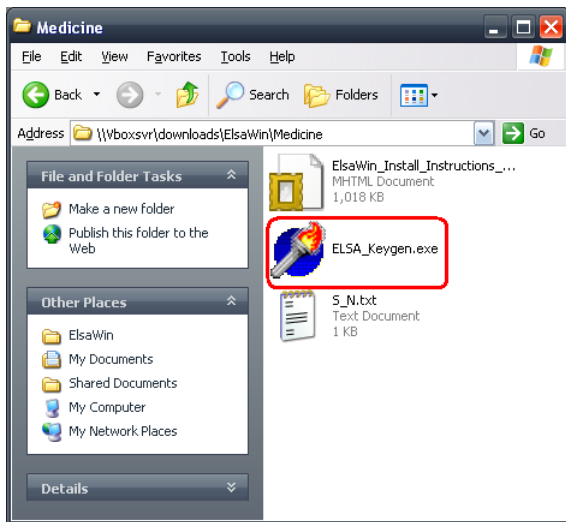 Medicine
File Edit View Favorites Tools Help
Back Search Folders
Address \\Vboxsvr\downloads\ElsaWin\Medicine Go
File and Folder Tasks
Make a new folder
Publish this folder to the
Web
Other Places
ElsaWin
My Documents
Shared Documents
My Computer
My Network Places
Details
ElsaWin_Install_Instructions_...
MHTML Document
1,018 KB
ELSA_Keygen.exe
S_N.txt
Text Document
1 KB